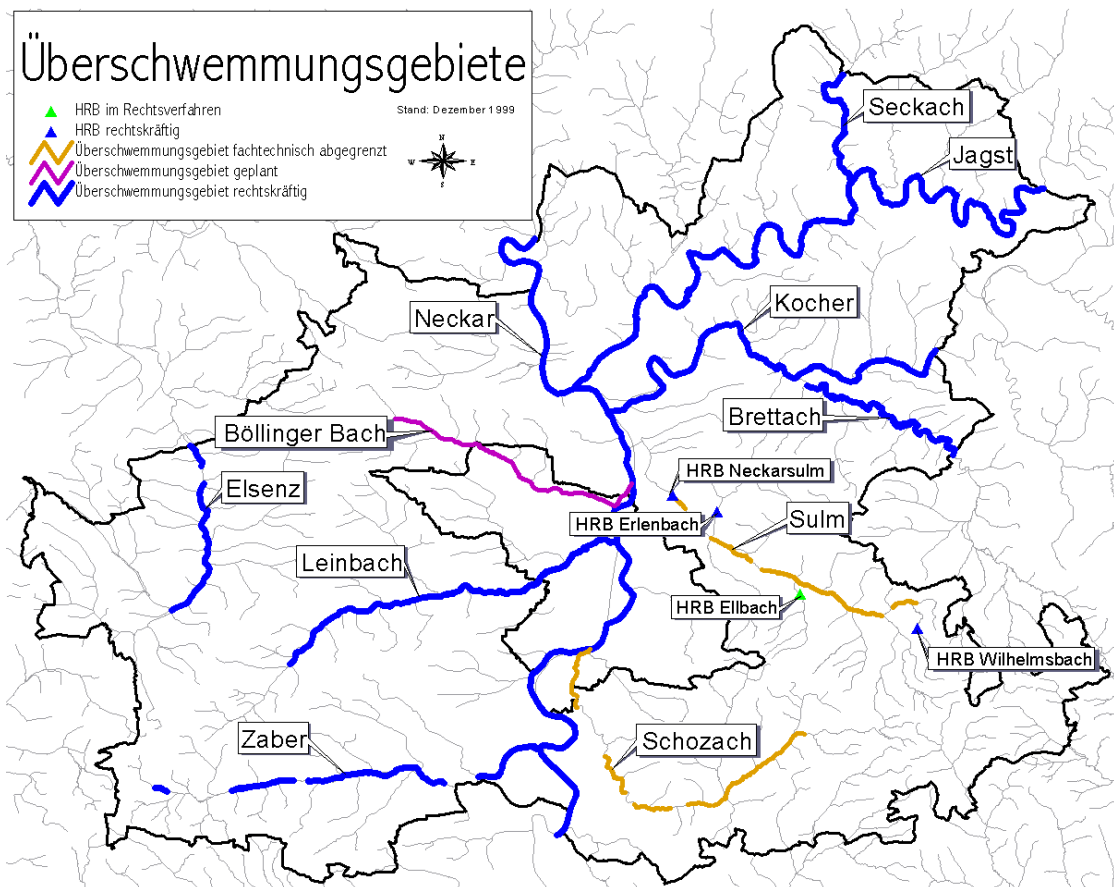 Überschwemmungsgebiete
HRB im Rechtsverfahren
Stand: Dezember 1999
HRB rechtskräftig
Überschwemmungsgebiet fachtechnisch abgegrenzt
Überschwemmungsgebiet geplant
Überschwemmungsgebiet rechtskräftig
N
W
E
S
Seckach
Jagst
Kocher
Neckar
Brettach
Böllinger Bach
HRB Neckarsulm
Elsenz
HRB Erlenbach
Sulm
Leinbach
HRB Ellbach
HRB Wilhelmsbach
Zaber
Schozach